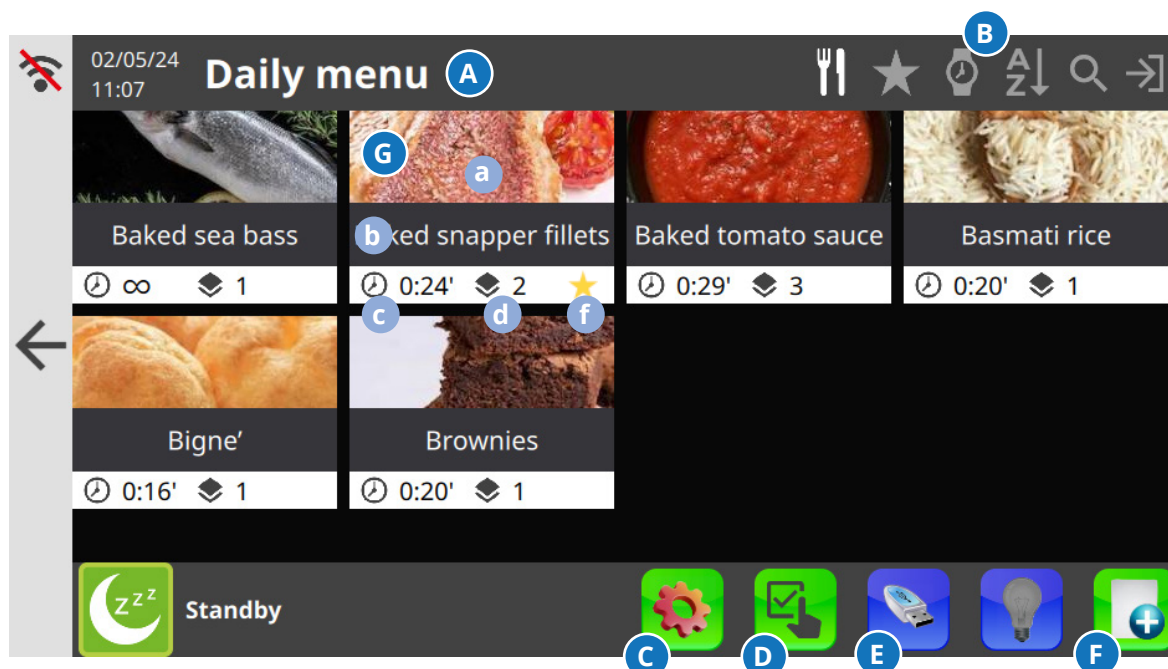 B
02/05/24
11:07
Daily menu
A
G
a
Baked sea bass
b
ked snapper fillets
Baked tomato sauce
Basmati rice
∞ 1
0:24' 2
0:29' 3
0:20' 1
c
d
f
Bigne’
Brownies
0:16' 1
0:20' 1
zzz
Standby
C
D
E
F